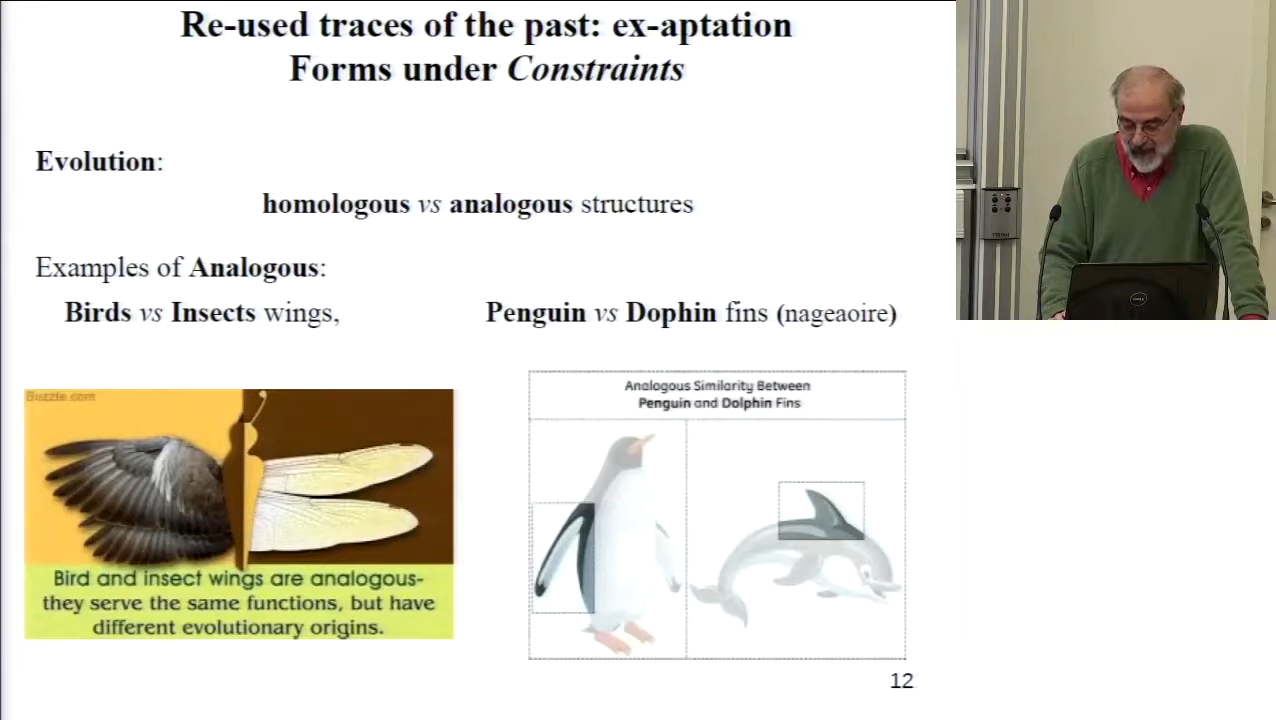 Re-used traces of the past: ex-aptation
Forms under Constraints
Evolution:
homologous vs analogous structures
Examples of Analogous:
Birds vs Insects wings,
Penguin vs Dophin fins (nageaoire)
Buzzle.com
Bird and insect wings are analogous-
they serve the same functions, but have
different evolutionary origins.
Analogous Similarity Between
Penguin and Dolphin Fins
12
DELL